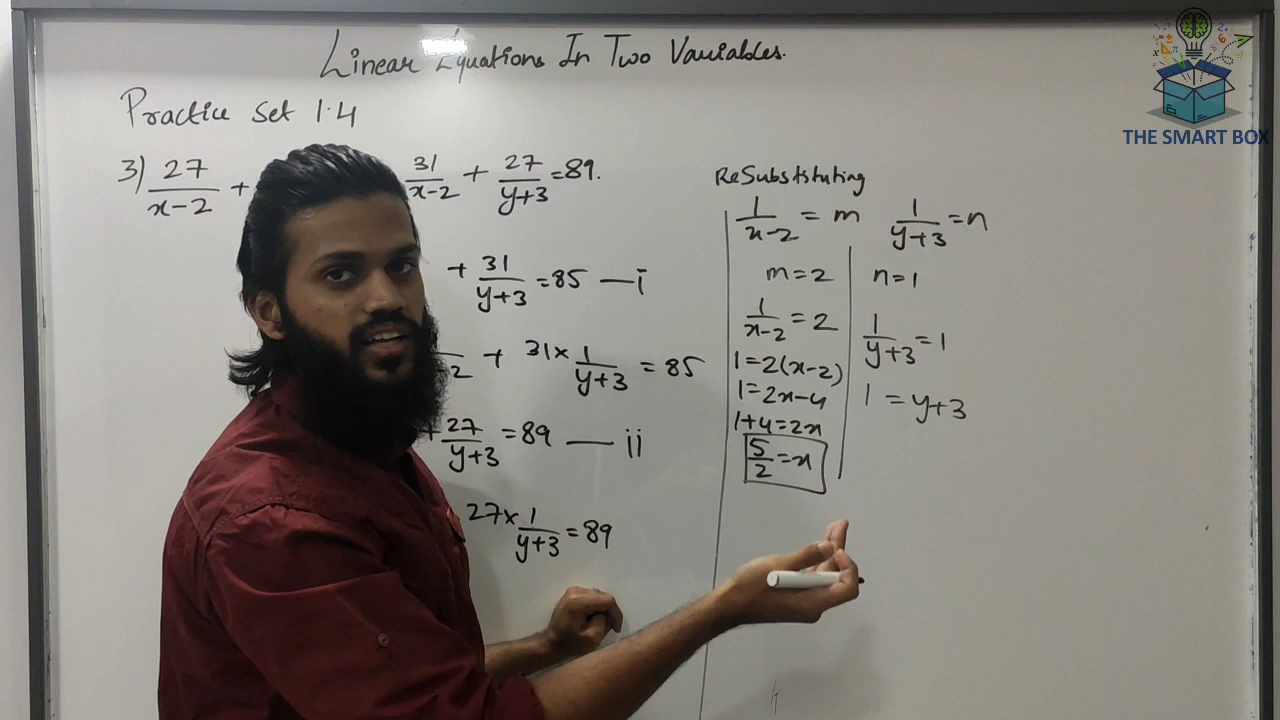 Linear Equations In Two Variables.
Practice Set 1.4
3) 27/(x-2) + 31/(x-2) + 27/(y+3) = 89.
+ 31/(y+3) = 85 — i
2 + 31 × 1/(y+3) = 85
+ 27/(y+3) = 89 — ii
27 × 1/(y+3) = 89
ReSubstituting
1/(x-2) = m 1/(y+3) = n
m = 2
1/(x-2) = 2
1 = 2(x-2)
1 = 2x-4
1+4 = 2x
5/2 = x
n = 1
1/(y+3) = 1
1 = y+3
THE SMART BOX